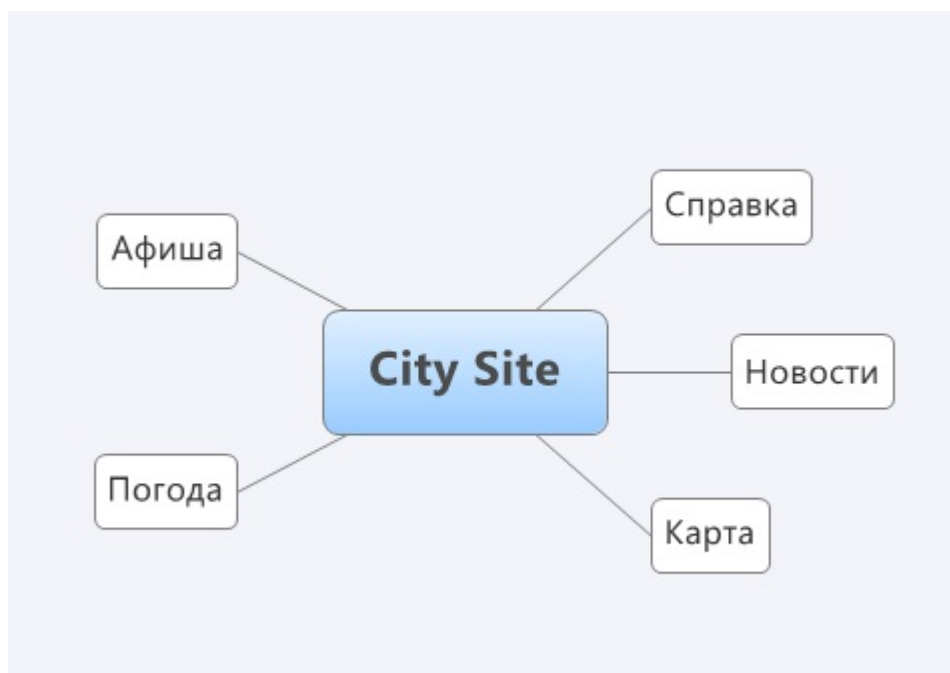 Справка
Афиша
City Site
Новости
Погода
Карта